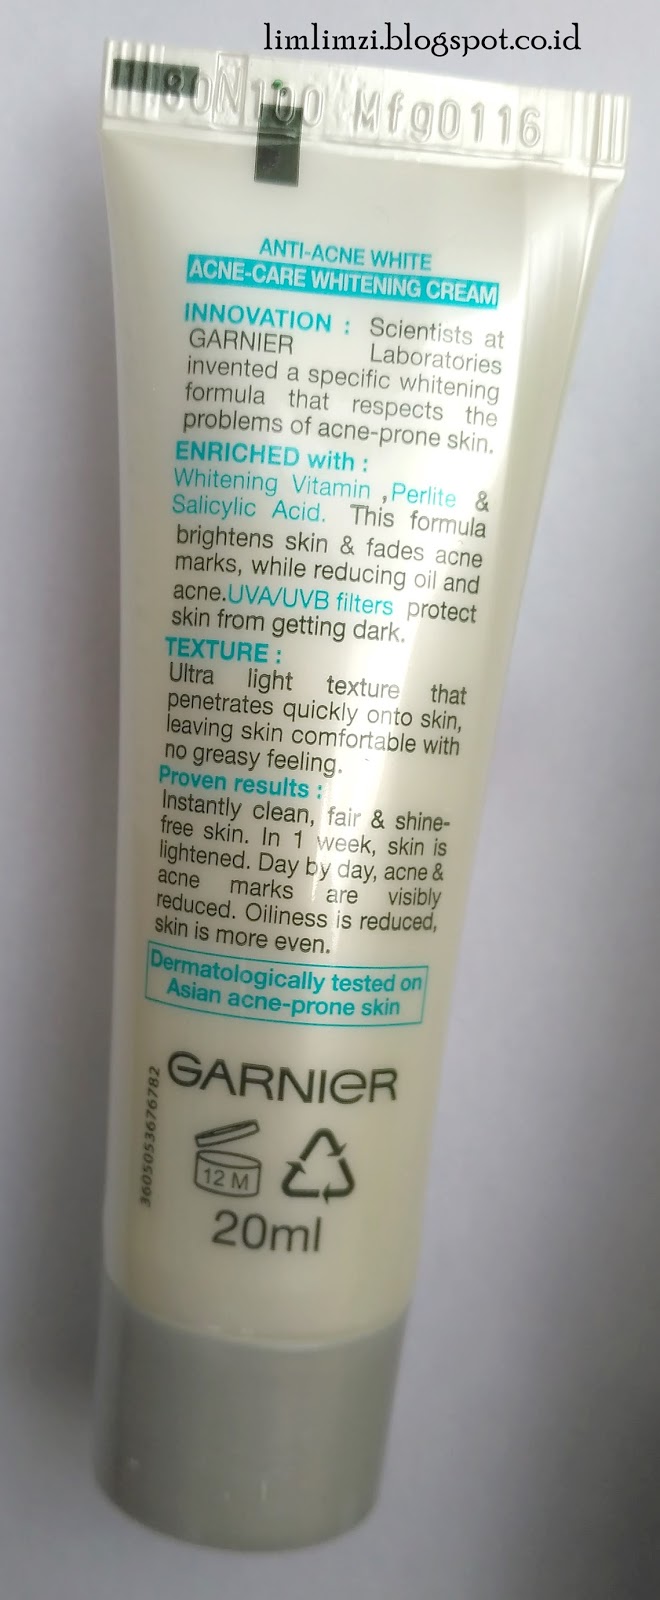 limlimzi.blogspot.co.id
80N100 Mfg0116
ANTI-ACNE WHITE
ACNE-CARE WHITENING CREAM
INNOVATION : Scientists at
GARNIER Laboratories
invented a specific whitening
formula that respects the
problems of acne-prone skin.
ENRICHED with :
Whitening Vitamin ,Perlite &
Salicylic Acid. This formula
brightens skin & fades acne
marks, while reducing oil and
acne.UVA/UVB filters protect
skin from getting dark.
TEXTURE :
Ultra light texture that
penetrates quickly onto skin,
leaving skin comfortable with
no greasy feeling.
Proven results :
Instantly clean, fair & shine-
free skin. In 1 week, skin is
lightened. Day by day, acne &
acne marks are visibly
reduced. Oiliness is reduced,
skin is more even.
Dermatologically tested on
Asian acne-prone skin
GARNIER
3605053676782
12 M
20ml